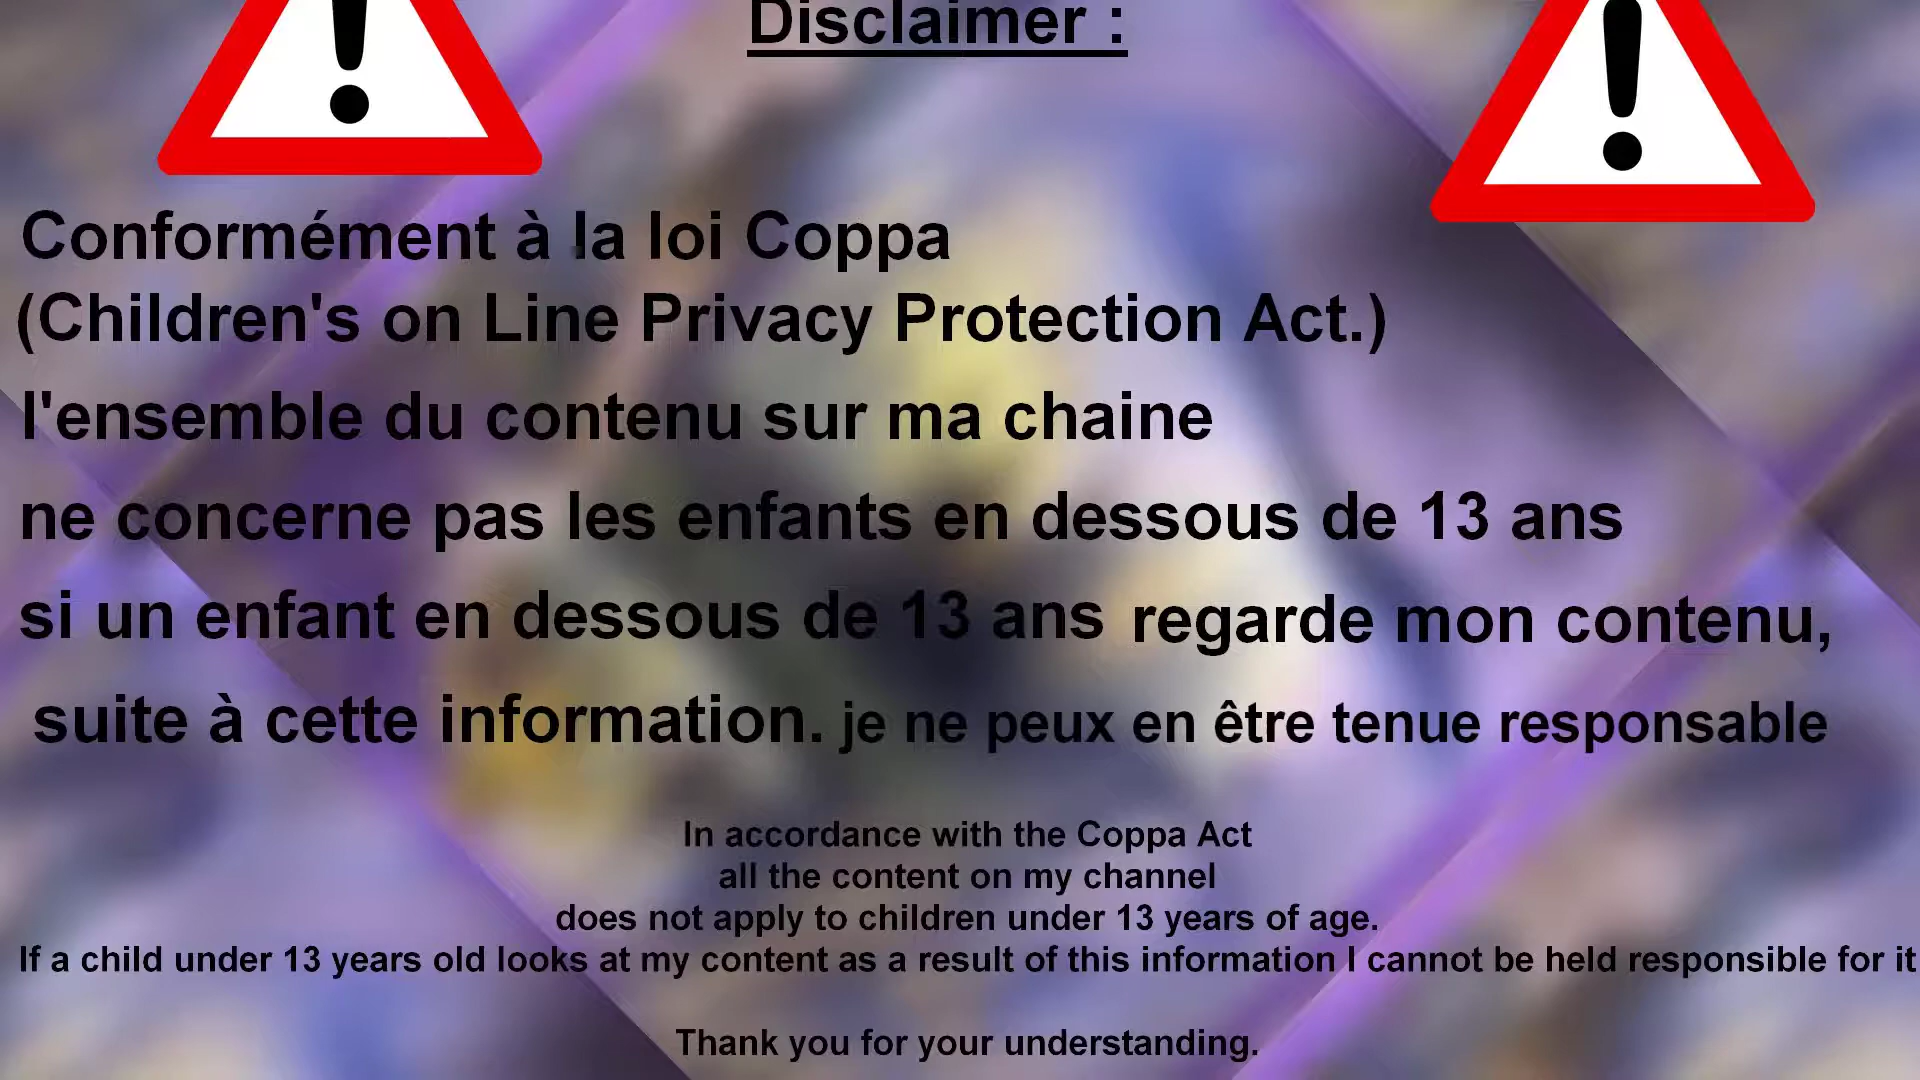 Disclaimer :
Conformément à la loi Coppa
(Children's on Line Privacy Protection Act.)
l'ensemble du contenu sur ma chaine
ne concerne pas les enfants en dessous de 13 ans
si un enfant en dessous de 13 ans regarde mon contenu,
suite à cette information. je ne peux en être tenue responsable
In accordance with the Coppa Act
all the content on my channel
does not apply to children under 13 years of age.
If a child under 13 years old looks at my content as a result of this information I cannot be held responsible for it
Thank you for your understanding.